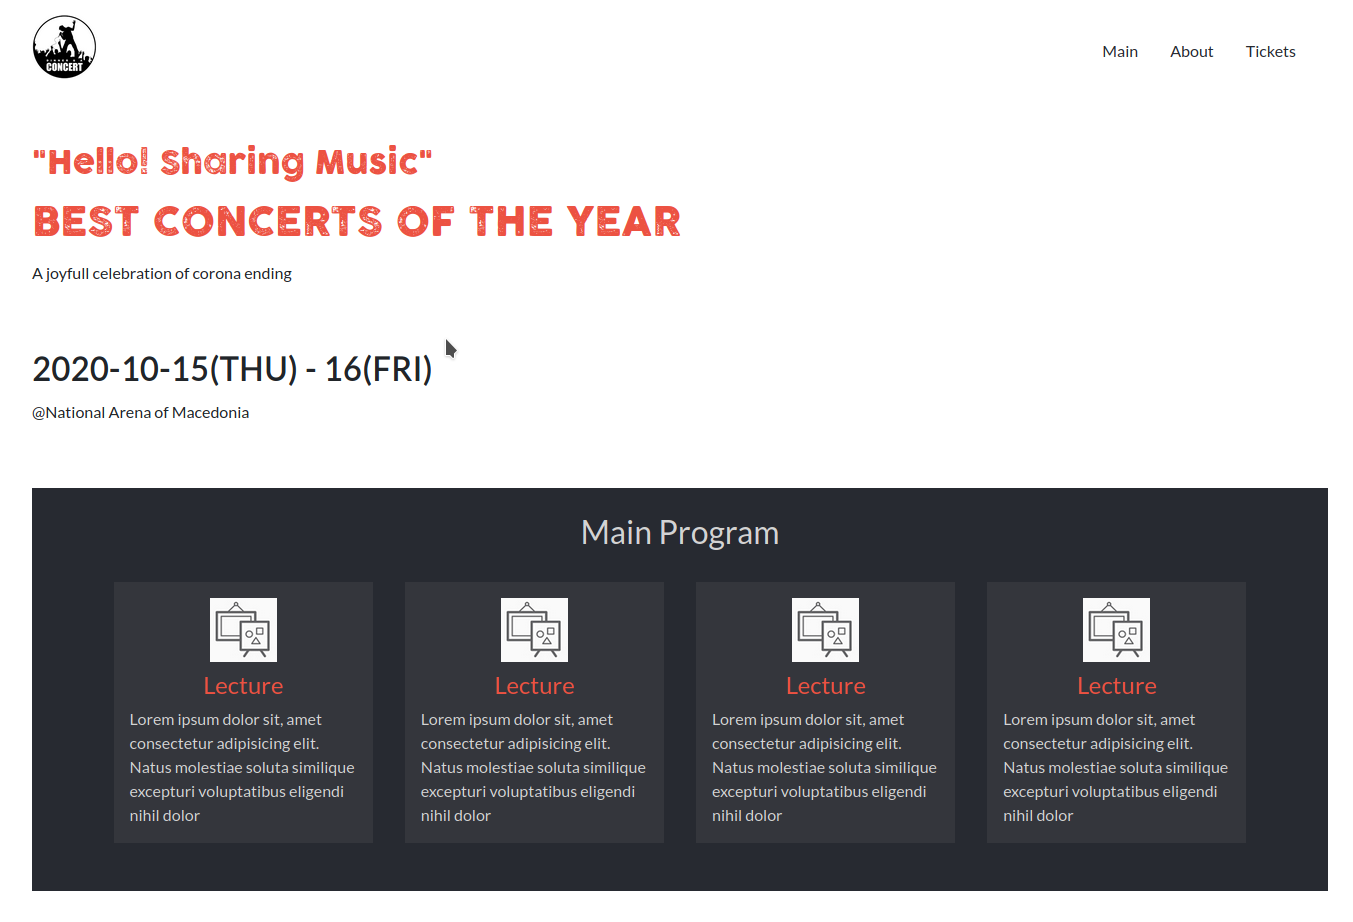 CONCERT
Main
About
Tickets
"Hello! Sharing Music"
BEST CONCERTS OF THE YEAR
A joyfull celebration of corona ending
2020-10-15(THU) - 16(FRI)
@National Arena of Macedonia
Main Program
Lecture
Lorem ipsum dolor sit, amet
consectetur adipisicing elit.
Natus molestiae soluta similique
excepturi voluptatibus eligendi
nihil dolor
Lecture
Lorem ipsum dolor sit, amet
consectetur adipisicing elit.
Natus molestiae soluta similique
excepturi voluptatibus eligendi
nihil dolor
Lecture
Lorem ipsum dolor sit, amet
consectetur adipisicing elit.
Natus molestiae soluta similique
excepturi voluptatibus eligendi
nihil dolor
Lecture
Lorem ipsum dolor sit, amet
consectetur adipisicing elit.
Natus molestiae soluta similique
excepturi voluptatibus eligendi
nihil dolor